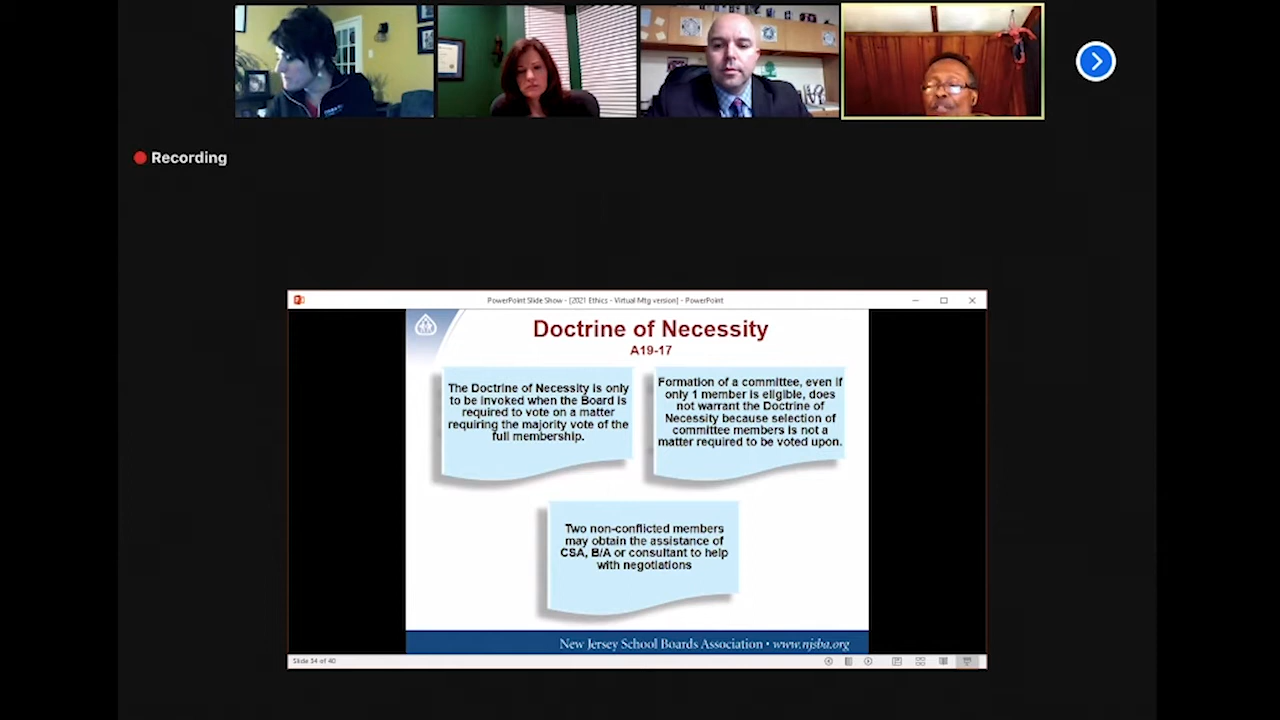 Recording
PowerPoint Slide Show - [2021 Ethics - Virtual Mtg version] - PowerPoint
Doctrine of Necessity
A19-17
The Doctrine of Necessity is only
to be invoked when the Board is
required to vote on a matter
requiring the majority vote of the
full membership.
Formation of a committee, even if
only 1 member is eligible, does
not warrant the Doctrine of
Necessity because selection of
committee members is not a
matter required to be voted upon.
Two non-conflicted members
may obtain the assistance of
CSA, B/A or consultant to help
with negotiations
New Jersey School Boards Association • www.njsba.org
Slide 34 of 40